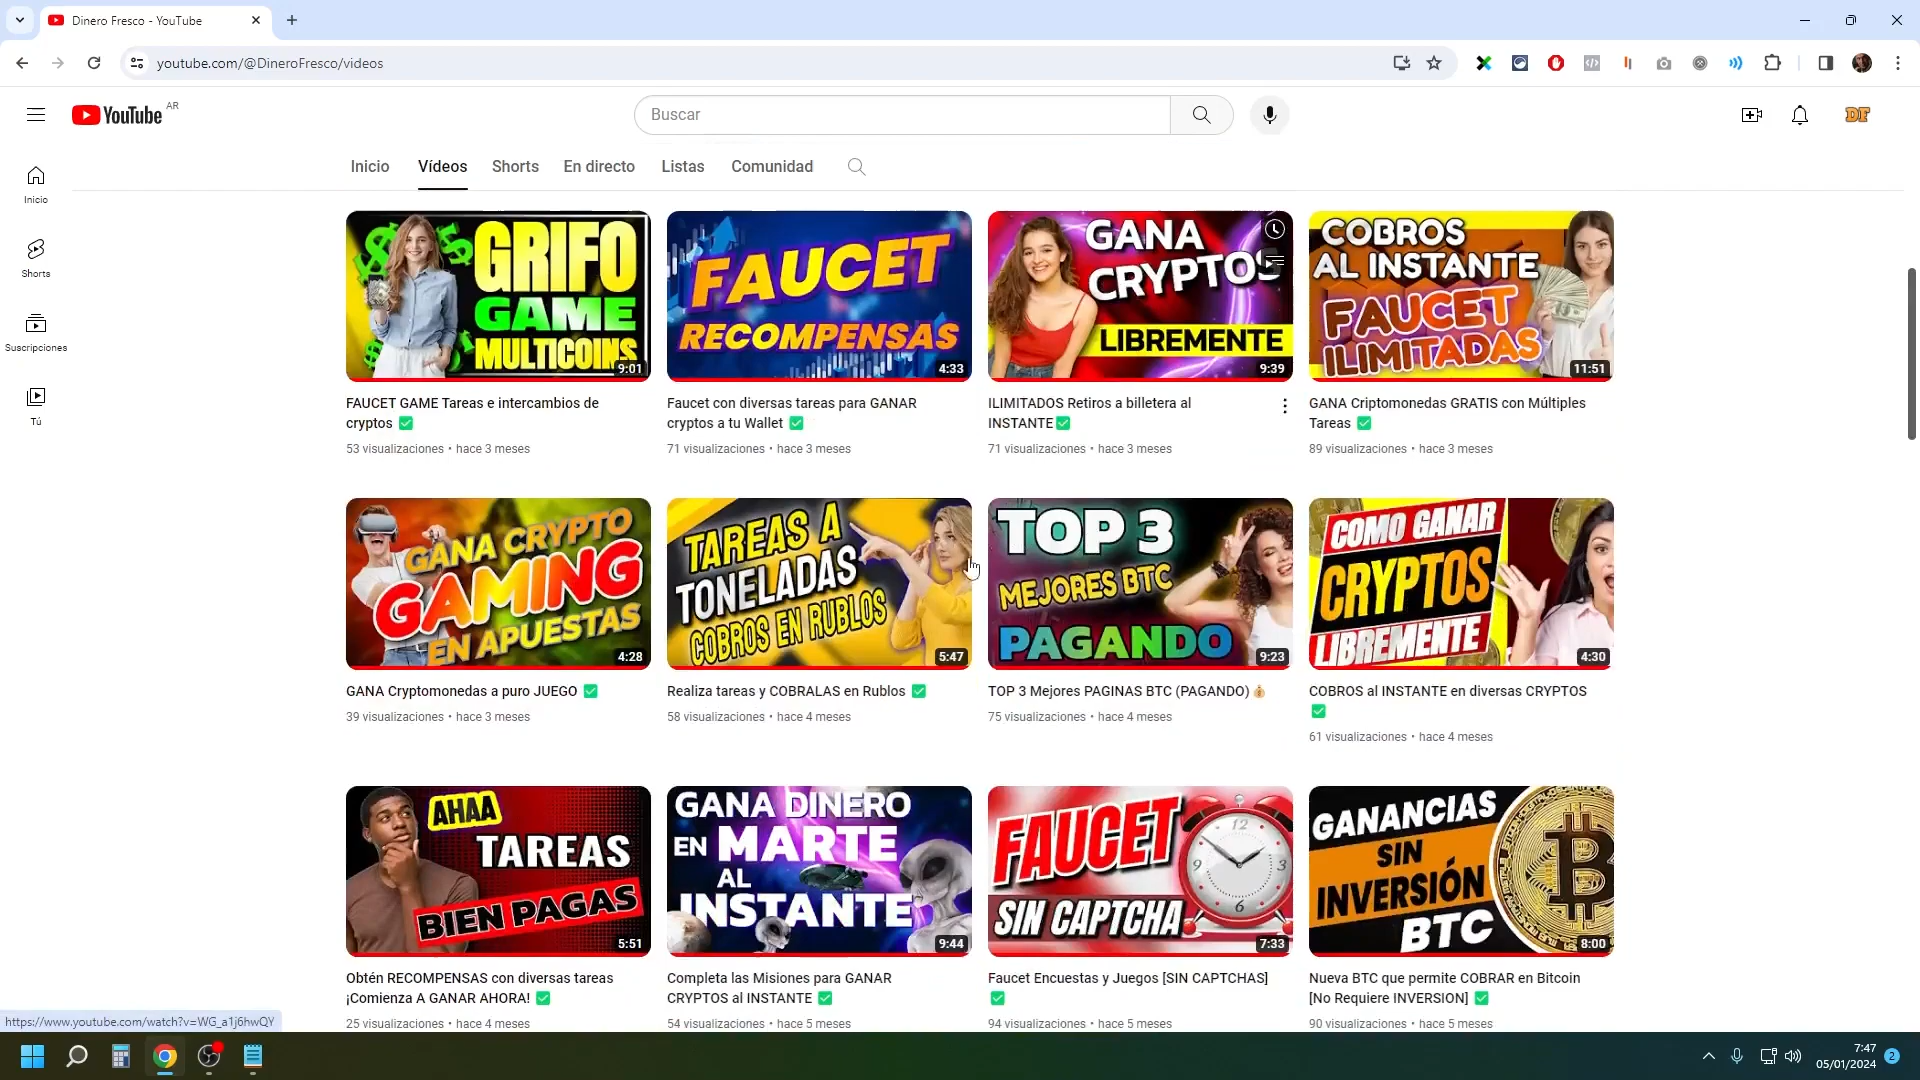 Dinero Fresco - YouTube
youtube.com/@DineroFresco/videos
YouTube AR
Buscar
DF
Inicio
Vídeos
Shorts
En directo
Listas
Comunidad
Inicio
Shorts
Suscripciones
Tú
GRIFO
GAME
MULTICOINS
9:01
FAUCET
RECOMPENSAS
4:33
GANA
CRYPTOS
LIBREMENTE
9:39
COBROS
AL INSTANTE
FAUCET
ILIMITADAS
11:51
FAUCET GAME Tareas e intercambios de
cryptos ✅
53 visualizaciones • hace 3 meses
Faucet con diversas tareas para GANAR
cryptos a tu Wallet ✅
71 visualizaciones • hace 3 meses
ILIMITADOS Retiros a billetera al
INSTANTE✅
71 visualizaciones • hace 3 meses
GANA Criptomonedas GRATIS con Múltiples
Tareas ✅
89 visualizaciones • hace 3 meses
GANA CRYPTO
GAMING
EN APUESTAS
4:28
TAREAS A
TONELADAS
COBROS EN RUBLOS
5:47
TOP 3
MEJORES BTC
PAGANDO
9:23
COMO GANAR
CRYPTOS
LIBREMENTE
4:30
GANA Cryptomonedas a puro JUEGO ✅
39 visualizaciones • hace 3 meses
Realiza tareas y COBRALAS en Rublos ✅
58 visualizaciones • hace 4 meses
TOP 3 Mejores PAGINAS BTC (PAGANDO)💰
75 visualizaciones • hace 4 meses
COBROS al INSTANTE en diversas CRYPTOS
✅
61 visualizaciones • hace 4 meses
AHAA
TAREAS
BIEN PAGAS
5:51
GANA DINERO
EN MARTE
AL
INSTANTE
9:44
FAUCET
SIN CAPTCHA
12
3
6
9
7:33
GANANCIAS
SIN
INVERSIÓN
BTC
8:00
Obtén RECOMPENSAS con diversas tareas
¡Comienza A GANAR AHORA! ✅
25 visualizaciones • hace 4 meses
Completa las Misiones para GANAR
CRYPTOS al INSTANTE ✅
54 visualizaciones • hace 5 meses
Faucet Encuestas y Juegos [SIN CAPTCHAS]
✅
94 visualizaciones • hace 5 meses
Nueva BTC que permite COBRAR en Bitcoin
[No Requiere INVERSION] ✅
90 visualizaciones • hace 5 meses
https://www.youtube.com/watch?v=WG_a1j6hwQY
7:47
05/01/2024
2